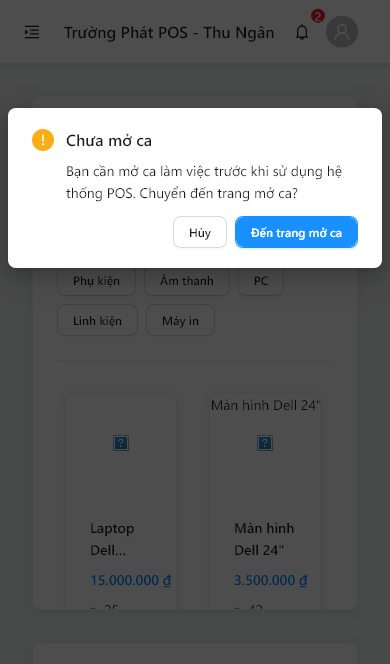 Trường Phát POS - Thu Ngân
2
Chưa mở ca
Bạn cần mở ca làm việc trước khi sử dụng hệ
thống POS. Chuyển đến trang mở ca?
Hủy
Đến trang mở ca
Phụ kiện
Âm thanh
PC
Linh kiện
Máy in
Màn hình Dell 24"
Laptop
Dell...
Màn hình
Dell 24"
15.000.000 ₫
3.500.000 ₫